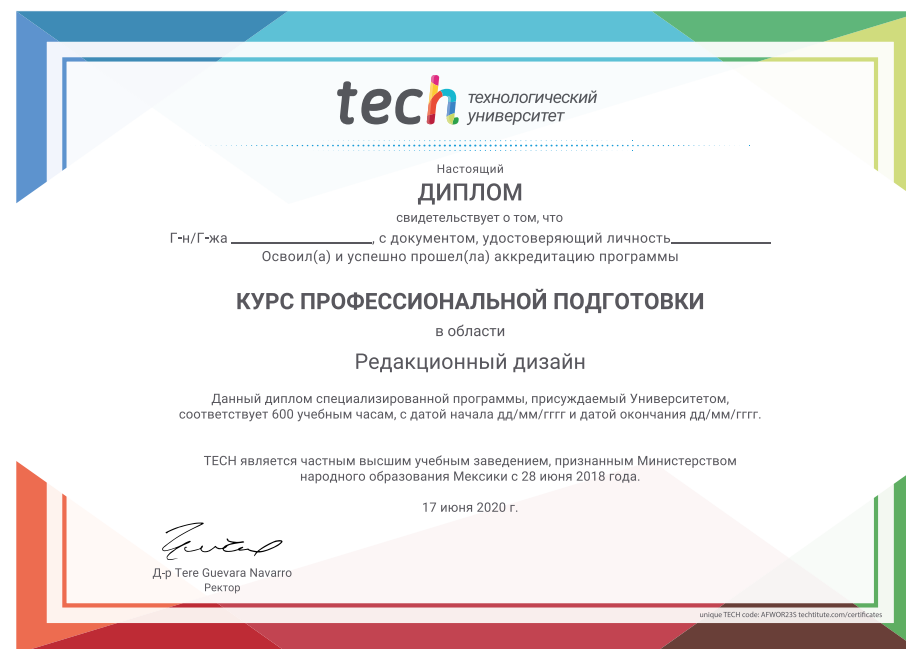 tech технологический
университет
Настоящий
ДИПЛОМ
свидетельствует о том, что
Г-н/Г-жа ________________, с документом, удостоверяющий личность____________
Освоил(а) и успешно прошел(ла) аккредитацию программы
КУРС ПРОФЕССИОНАЛЬНОЙ ПОДГОТОВКИ
в области
Редакционный дизайн
Данный диплом специализированной программы, присуждаемый Университетом,
соответствует 600 учебным часам, с датой начала дд/мм/гггг и датой окончания дд/мм/гггг.
TECH является частным высшим учебным заведением, признанным Министерством
народного образования Мексики с 28 июня 2018 года.
17 июня 2020 г.
Д-р Tere Guevara Navarro
Ректор
unique TECH code: AFWOR235 techtitute.com/certificates